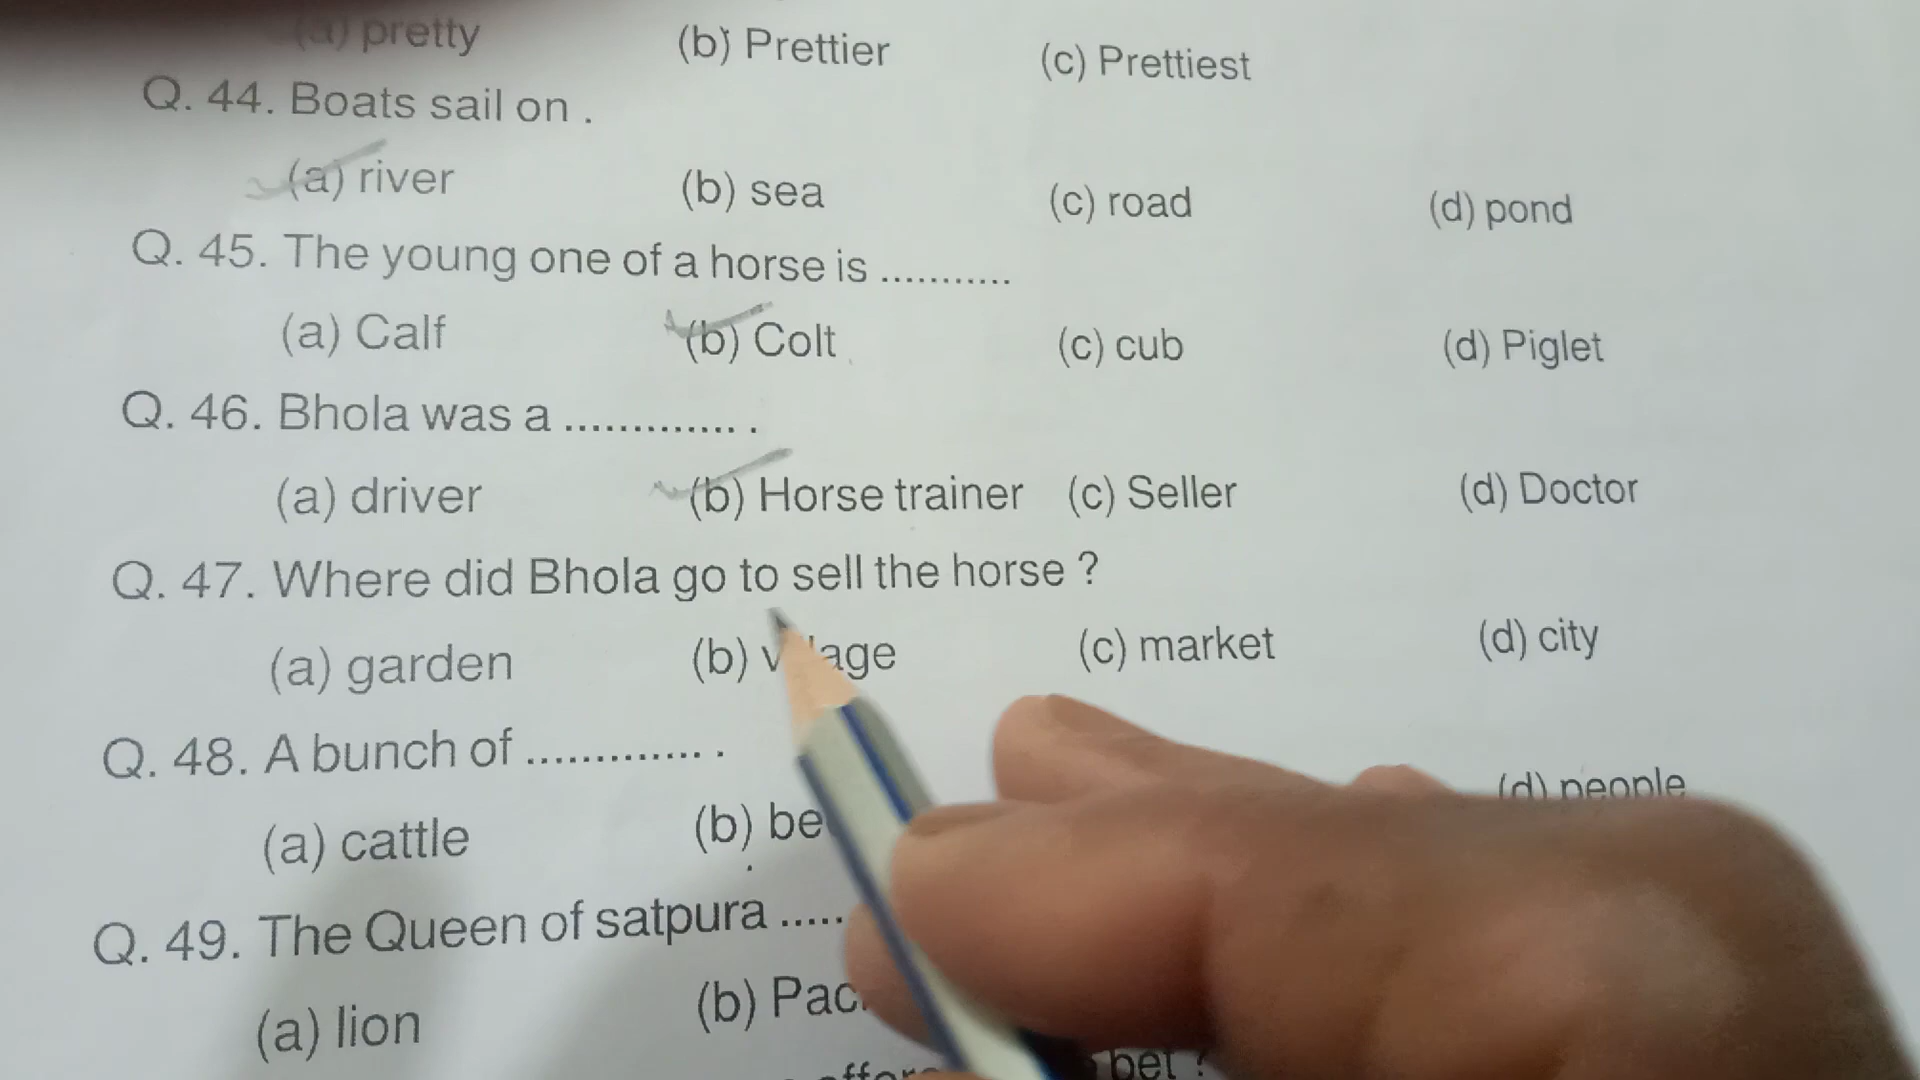 (a) pretty (b) Prettier (c) Prettiest
Q. 44. Boats sail on .
(a) river (b) sea (c) road (d) pond
Q. 45. The young one of a horse is ...........
(a) Calf (b) Colt (c) cub (d) Piglet
Q. 46. Bhola was a ............. .
(a) driver (b) Horse trainer (c) Seller (d) Doctor
Q. 47. Where did Bhola go to sell the horse ?
(a) garden (b) village (c) market (d) city
Q. 48. A bunch of ............. .
(a) cattle (b) (d) people
Q. 49. The Queen of satpura .....
(a) lion (b)